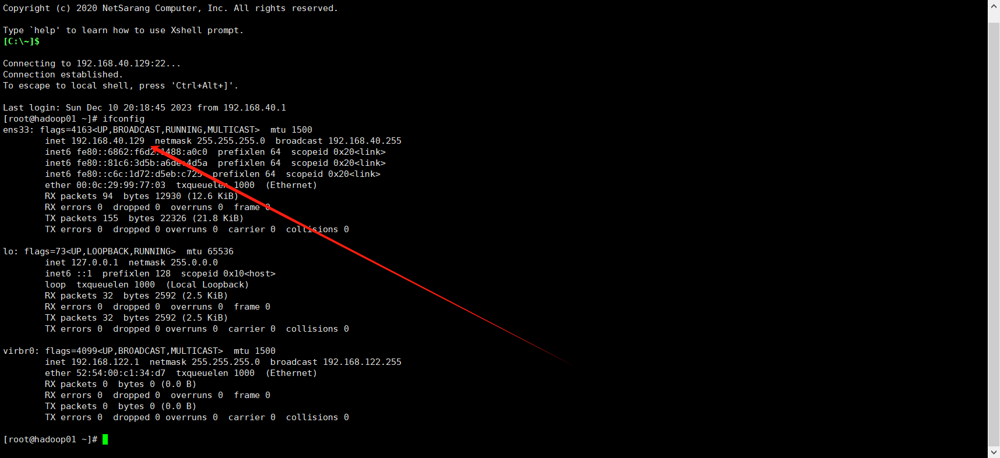 Copyright (c) 2020 NetSarang Computer, Inc. All rights reserved.
Type `help' to learn how to use Xshell prompt.
[C:\~]$
Connecting to 192.168.40.129:22...
Connection established.
To escape to local shell, press 'Ctrl+Alt+]'.
Last login: Sun Dec 10 20:18:45 2023 from 192.168.40.1
[root@hadoop01 ~]# ifconfig
ens33: flags=4163<UP,BROADCAST,RUNNING,MULTICAST>  mtu 1500
        inet 192.168.40.129  netmask 255.255.255.0  broadcast 192.168.40.255
        inet6 fe80::6862:f6d2:1488:a0c0  prefixlen 64  scopeid 0x20<link>
        inet6 fe80::81c6:3d5b:a6de:4d5a  prefixlen 64  scopeid 0x20<link>
        inet6 fe80::c6c:1d72:d5eb:c725  prefixlen 64  scopeid 0x20<link>
        ether 00:0c:29:99:77:03  txqueuelen 1000  (Ethernet)
        RX packets 94  bytes 12930 (12.6 KiB)
        RX errors 0  dropped 0  overruns 0  frame 0
        TX packets 155  bytes 22326 (21.8 KiB)
        TX errors 0  dropped 0 overruns 0  carrier 0  collisions 0
lo: flags=73<UP,LOOPBACK,RUNNING>  mtu 65536
        inet 127.0.0.1  netmask 255.0.0.0
        inet6 ::1  prefixlen 128  scopeid 0x10<host>
        loop  txqueuelen 1000  (Local Loopback)
        RX packets 32  bytes 2592 (2.5 KiB)
        RX errors 0  dropped 0  overruns 0  frame 0
        TX packets 32  bytes 2592 (2.5 KiB)
        TX errors 0  dropped 0 overruns 0  carrier 0  collisions 0
virbr0: flags=4099<UP,BROADCAST,MULTICAST>  mtu 1500
        inet 192.168.122.1  netmask 255.255.255.0  broadcast 192.168.122.255
        ether 52:54:00:c1:34:d7  txqueuelen 1000  (Ethernet)
        RX packets 0  bytes 0 (0.0 B)
        RX errors 0  dropped 0  overruns 0  frame 0
        TX packets 0  bytes 0 (0.0 B)
        TX errors 0  dropped 0 overruns 0  carrier 0  collisions 0
[root@hadoop01 ~]#